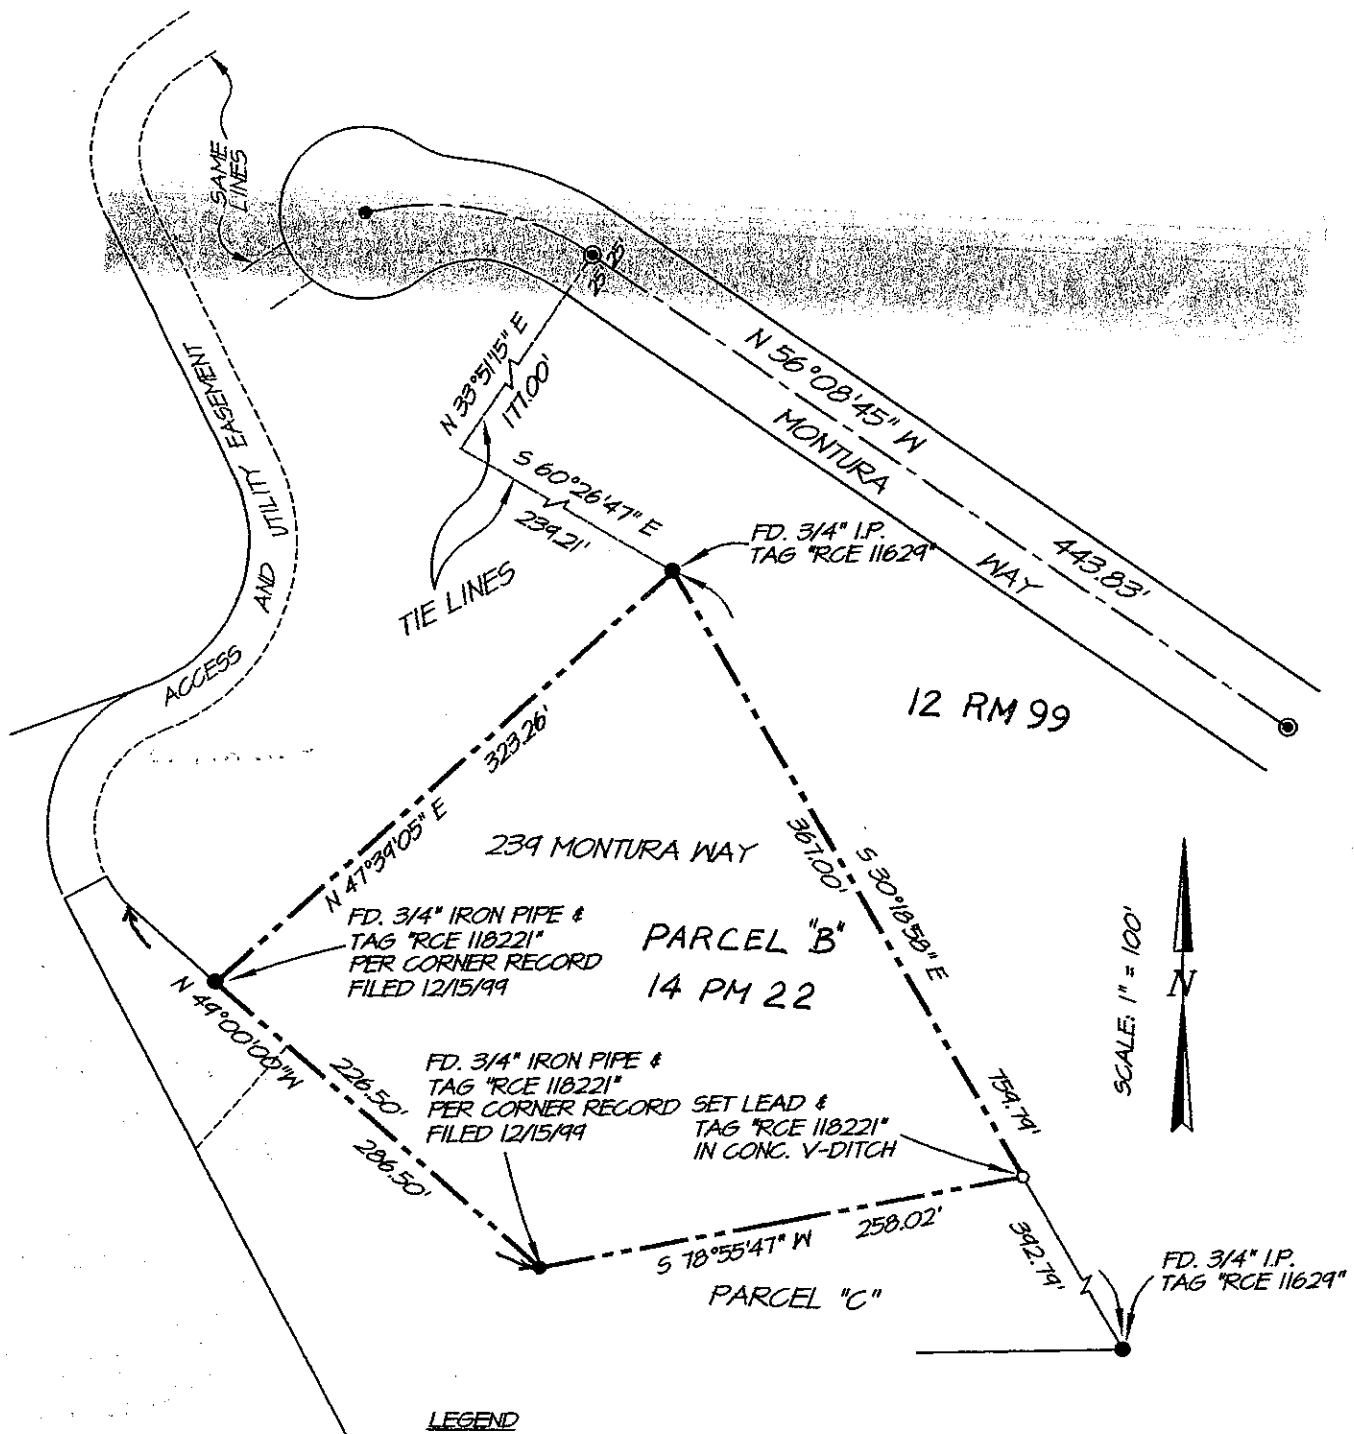 SAME
LINES
25' 25'
N 33°51'15" E
177.00'
N 56°08'45" W
443.83'
MONTURA
WAY
S 60°26'47" E
239.21'
TIE LINES
FD. 3/4" I.P.
TAG "RCE 11629"
ACCESS AND UTILITY EASEMENT
12 RM 99
323.26'
N 47°39'05" E
239 MONTURA WAY
367.00'
S 30°18'58" E
PARCEL "B"
14 PM 22
FD. 3/4" IRON PIPE &
TAG "RCE 118221"
PER CORNER RECORD
FILED 12/15/99
SCALE: 1" = 100'
N
N 49°00'00" W
226.50'
286.50'
FD. 3/4" IRON PIPE &
TAG "RCE 118221"
PER CORNER RECORD
FILED 12/15/99
SET LEAD &
TAG "RCE 118221"
IN CONC. V-DITCH
759.79'
S 78°55'47" W
258.02'
392.79'
PARCEL "C"
FD. 3/4" I.P.
TAG "RCE 11629"
LEGEND